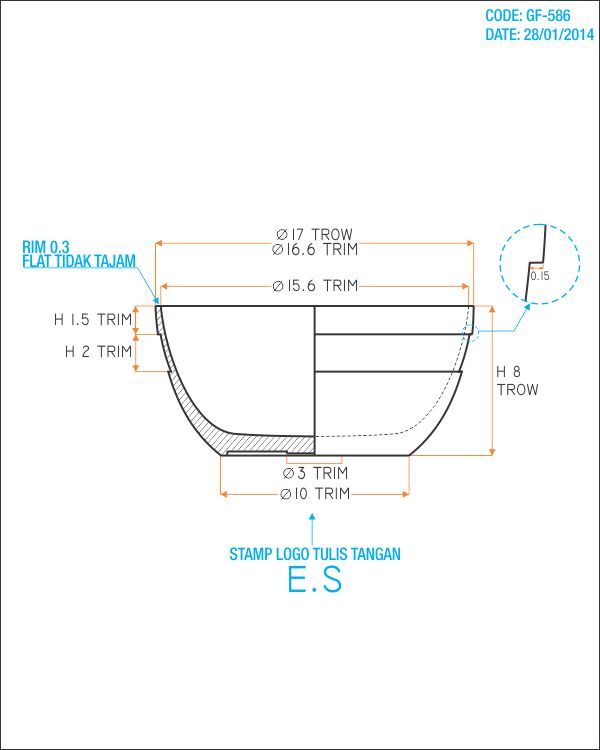 CODE: GF-586
DATE: 28/01/2014
Ø17 TROW
Ø16.6 TRIM
RIM 0.3
FLAT TIDAK TAJAM
Ø15.6 TRIM
0.15
H 1.5 TRIM
H 2 TRIM
H 8
TROW
Ø3 TRIM
Ø10 TRIM
STAMP LOGO TULIS TANGAN
E.S